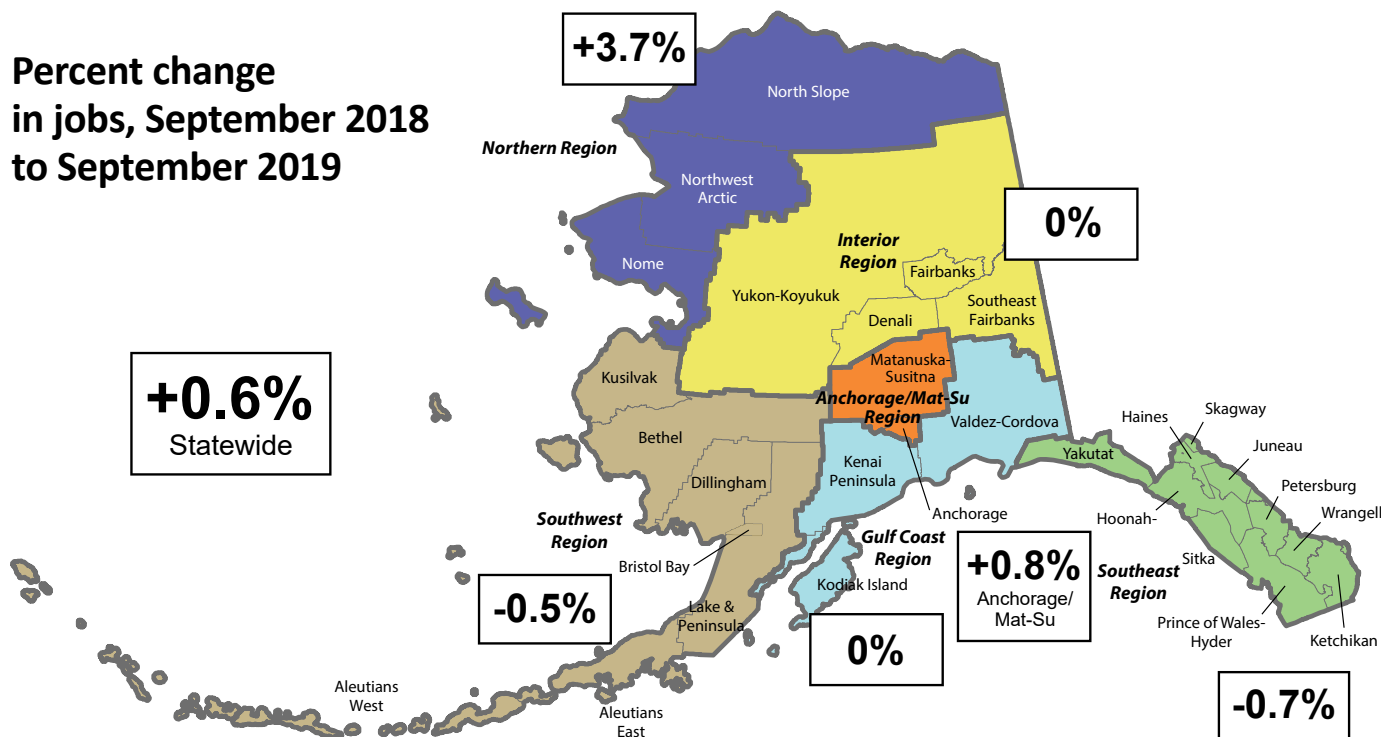 Percent change
in jobs, September 2018
to September 2019
+3.7%
North Slope
Northern Region
Northwest
Arctic
Nome
0%
Interior
Region
Fairbanks
Yukon-Koyukuk
Denali
Southeast
Fairbanks
+0.6%
Statewide
Kusilvak
Matanuska-
Susitna
Anchorage/Mat-Su
Region
Bethel
Valdez-Cordova
Dillingham
Kenai
Peninsula
Anchorage
Southwest
Region
Bristol Bay
Gulf Coast
Region
Kodiak Island
-0.5%
Lake &
Peninsula
0%
+0.8%
Anchorage/
Mat-Su
Yakutat
Haines
Skagway
Juneau
Petersburg
Wrangell
Hoonah-
Sitka
Southeast
Region
Prince of Wales-
Hyder
Ketchikan
-0.7%
Aleutians
West
Aleutians
East